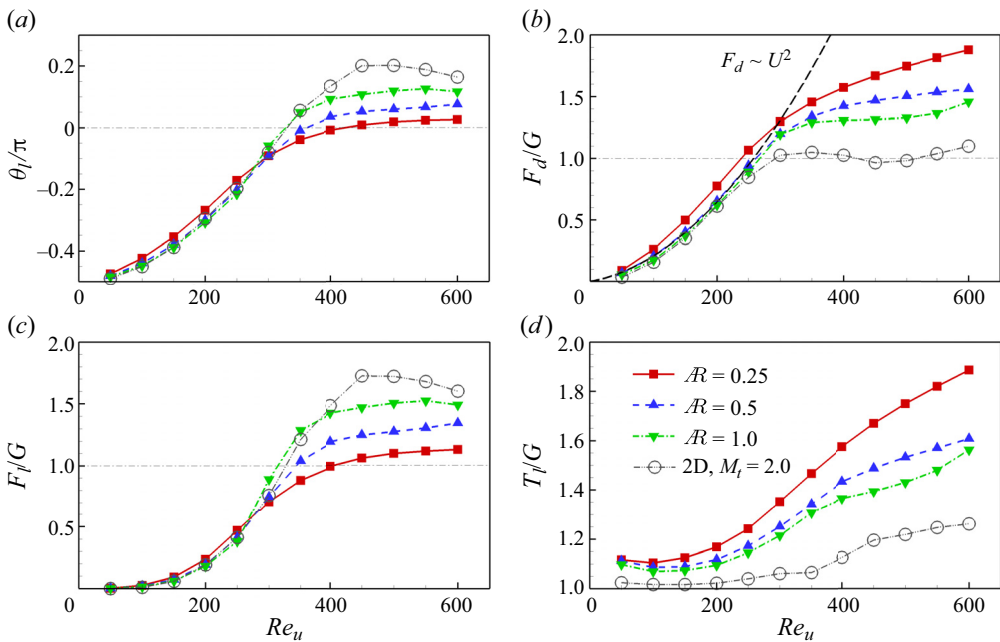 (a)
0.2
0
−0.2
−0.4
θl/π
0 200 400 600
(b)
2.0
1.5
1.0
0.5
Fd/G
Fd ~ U²
0 200 400 600
(c)
2.0
1.5
1.0
0.5
Fl/G
0 200 400 600
Reu
(d)
2.0
1.8
1.6
1.4
1.2
1.0
Tl/G
ÆR = 0.25
ÆR = 0.5
ÆR = 1.0
2D, Mt = 2.0
0 200 400 600
Reu